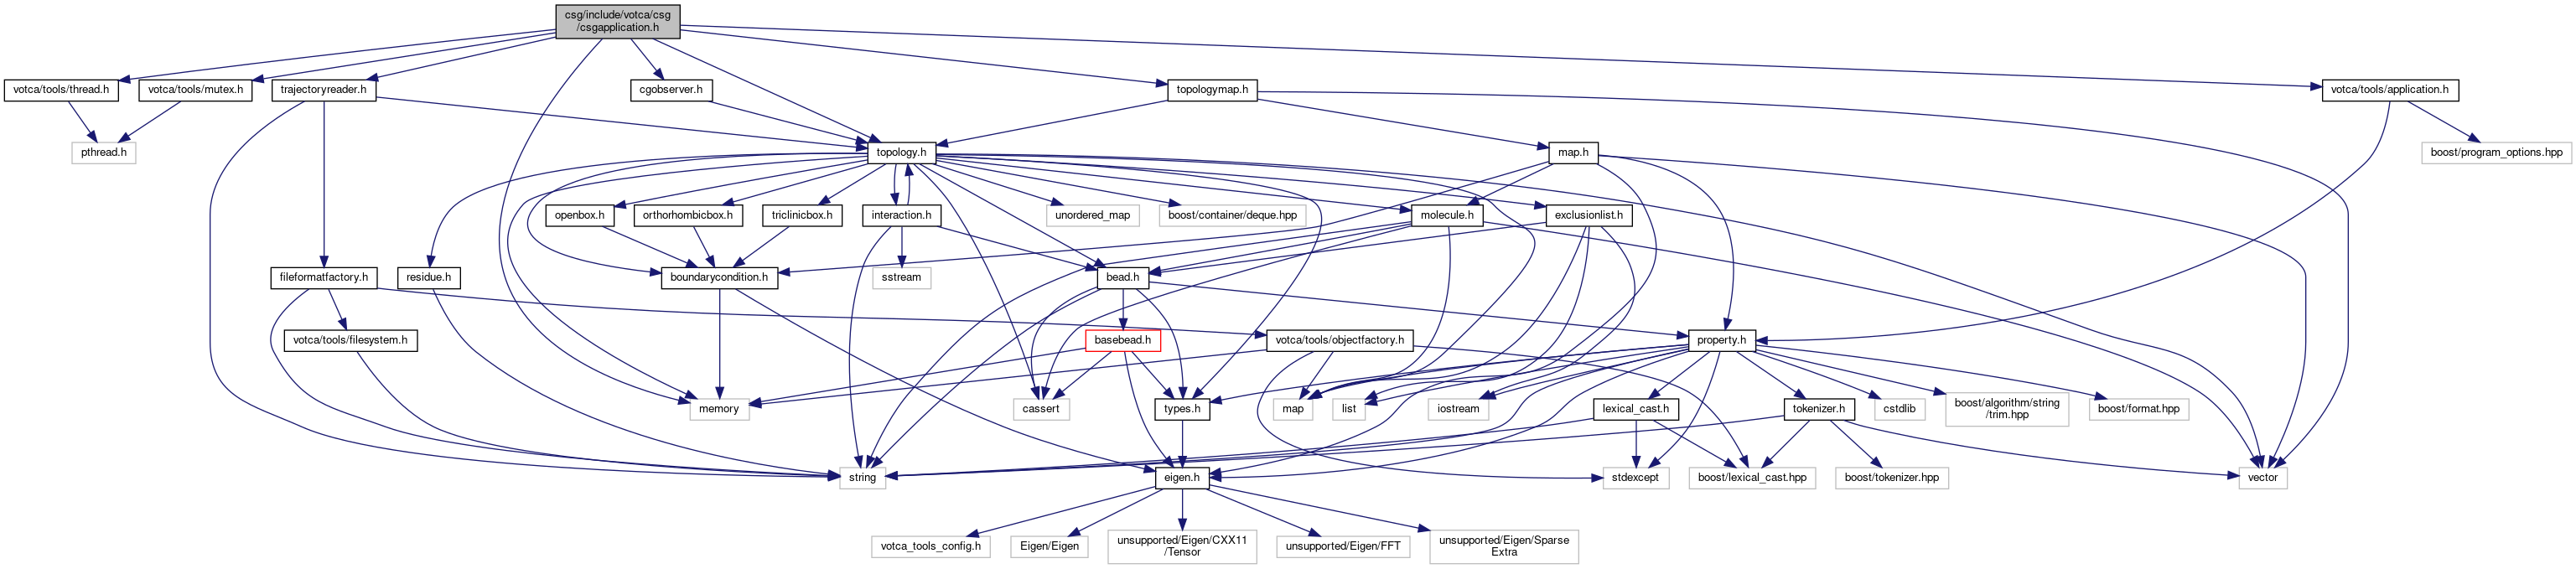 csg/include/votca/csg
/csgapplication.h
votca/tools/thread.h
votca/tools/mutex.h
trajectoryreader.h
cgobserver.h
topologymap.h
votca/tools/application.h
pthread.h
topology.h
map.h
boost/program_options.hpp
openbox.h
orthorhombicbox.h
triclinicbox.h
interaction.h
unordered_map
boost/container/deque.hpp
molecule.h
exclusionlist.h
fileformatfactory.h
residue.h
boundarycondition.h
sstream
bead.h
votca/tools/filesystem.h
basebead.h
votca/tools/objectfactory.h
property.h
memory
cassert
types.h
map
list
iostream
lexical_cast.h
tokenizer.h
cstdlib
boost/algorithm/string
/trim.hpp
boost/format.hpp
string
eigen.h
stdexcept
boost/lexical_cast.hpp
boost/tokenizer.hpp
vector
votca_tools_config.h
Eigen/Eigen
unsupported/Eigen/CXX11
/Tensor
unsupported/Eigen/FFT
unsupported/Eigen/Sparse
Extra